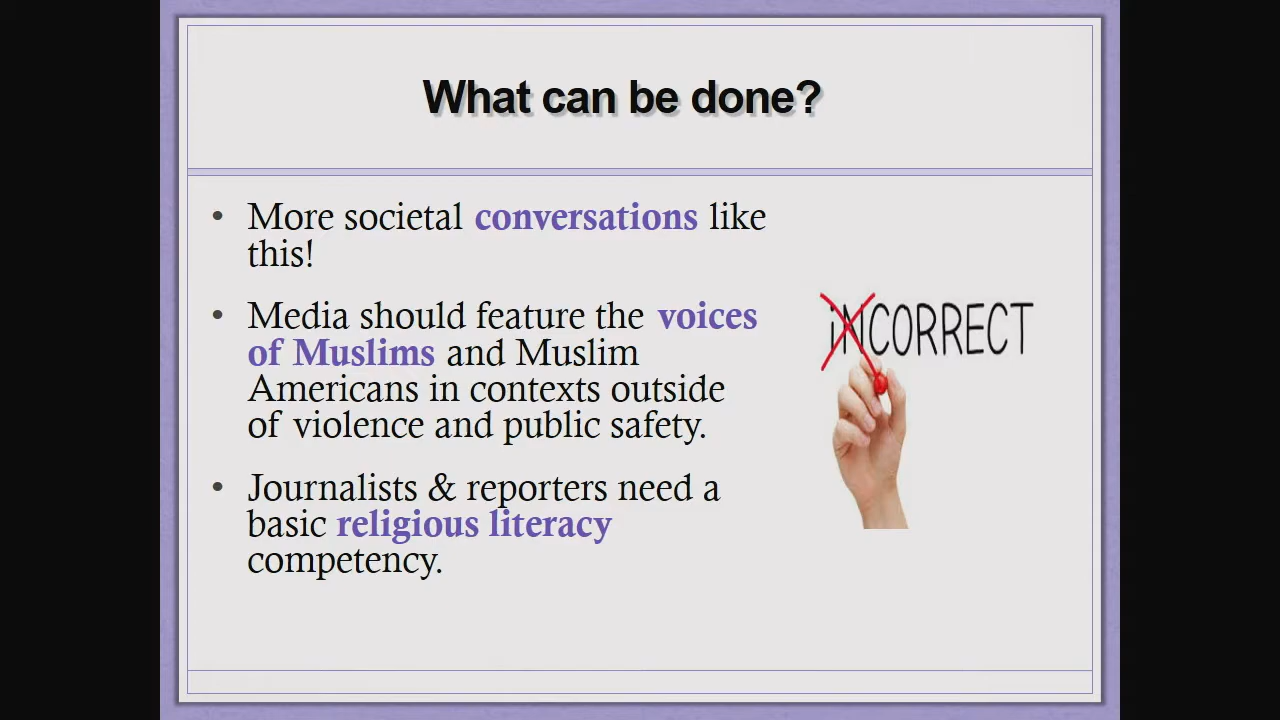 What can be done?
• More societal conversations like
this!
• Media should feature the voices
of Muslims and Muslim
Americans in contexts outside
of violence and public safety.
• Journalists & reporters need a
basic religious literacy
competency.
iNCORRECT